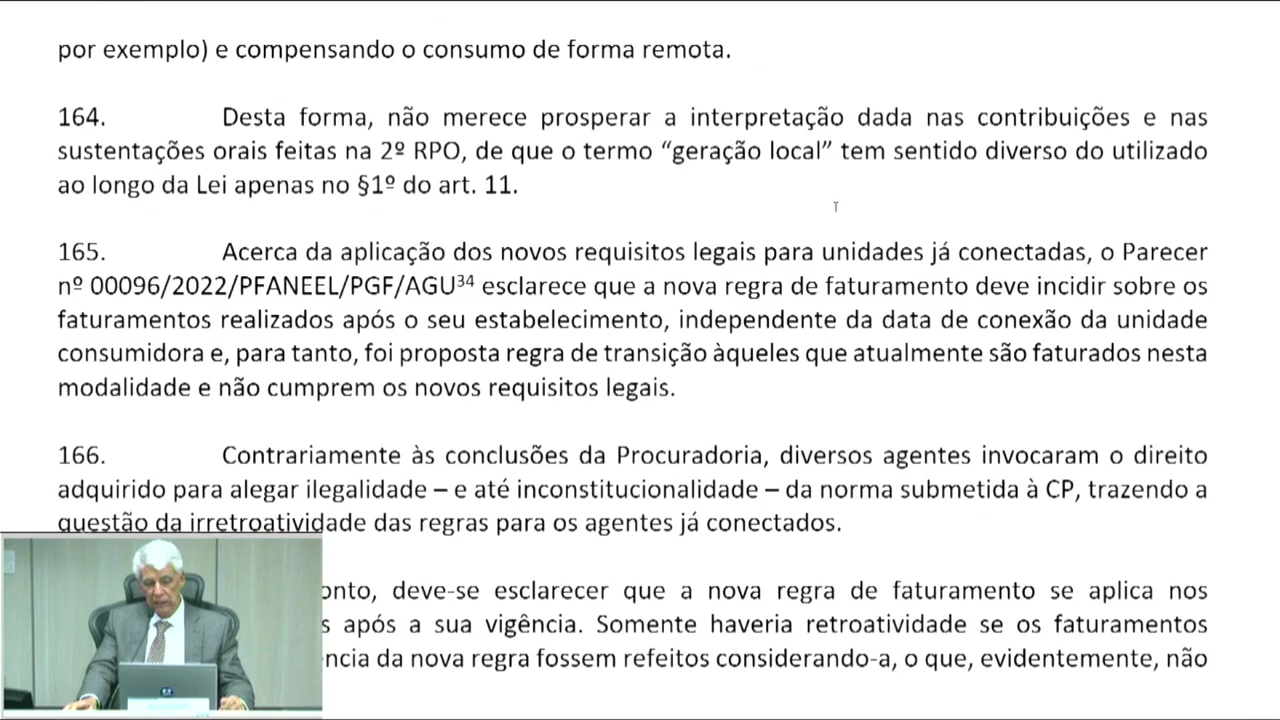 por exemplo) e compensando o consumo de forma remota.
164. Desta forma, não merece prosperar a interpretação dada nas contribuições e nas
sustentações orais feitas na 2º RPO, de que o termo “geração local” tem sentido diverso do utilizado
ao longo da Lei apenas no §1º do art. 11.
165. Acerca da aplicação dos novos requisitos legais para unidades já conectadas, o Parecer
nº 00096/2022/PFANEEL/PGF/AGU³⁴ esclarece que a nova regra de faturamento deve incidir sobre os
faturamentos realizados após o seu estabelecimento, independente da data de conexão da unidade
consumidora e, para tanto, foi proposta regra de transição àqueles que atualmente são faturados nesta
modalidade e não cumprem os novos requisitos legais.
166. Contrariamente às conclusões da Procuradoria, diversos agentes invocaram o direito
adquirido para alegar ilegalidade – e até inconstitucionalidade – da norma submetida à CP, trazendo a
questão da irretroatividade das regras para os agentes já conectados.
onto, deve-se esclarecer que a nova regra de faturamento se aplica nos
s após a sua vigência. Somente haveria retroatividade se os faturamentos
ncia da nova regra fossem refeitos considerando-a, o que, evidentemente, não